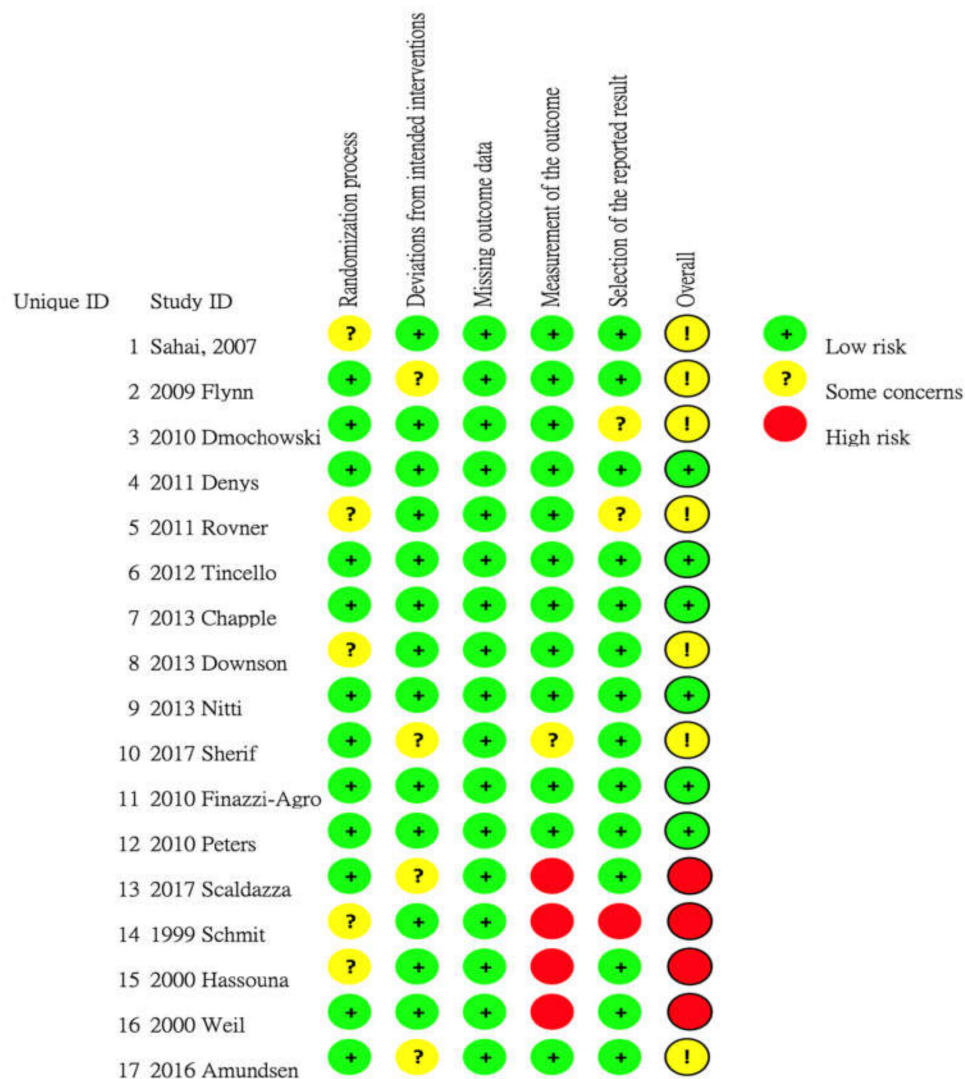 Randomization process
Deviations from intended interventions
Missing outcome data
Measurement of the outcome
Selection of the reported result
Overall
Unique ID Study ID
1 Sahai, 2007 ? + + + + !
2 2009 Flynn + ? + + + !
3 2010 Dmochowski + + + + ? !
4 2011 Denys + + + + + +
5 2011 Rovner ? + + + ? !
6 2012 Tincello + + + + + +
7 2013 Chapple + + + + + +
8 2013 Downson ? + + + + !
9 2013 Nitti + + + + + +
10 2017 Sherif + ? + ? + !
11 2010 Finazzi-Agro + + + + + +
12 2010 Peters + + + + + +
13 2017 Scaldazza + ? + +
14 1999 Schmit ? + +
15 2000 Hassouna ? + + +
16 2000 Weil + + + +
17 2016 Amundsen + ? + + + !
+ Low risk
? Some concerns
High risk